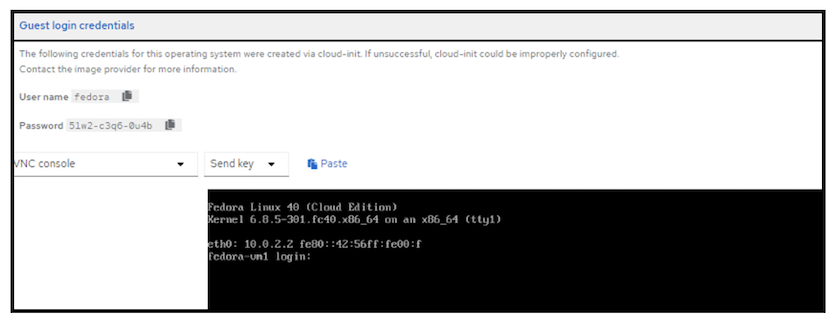 Guest login credentials
The following credentials for this operating system were created via cloud-init. If unsuccessful, cloud-init could be improperly configured.
Contact the image provider for more information.
User name fedora
Password 51w2-c3q6-0u4b
VNC console Send key Paste
Fedora Linux 40 (Cloud Edition)
Kernel 6.8.5-301.fc40.x86_64 on an x86_64 (tty1)
eth0: 10.0.2.2 fe80::42:56ff:fe00:f
fedora-vm1 login: